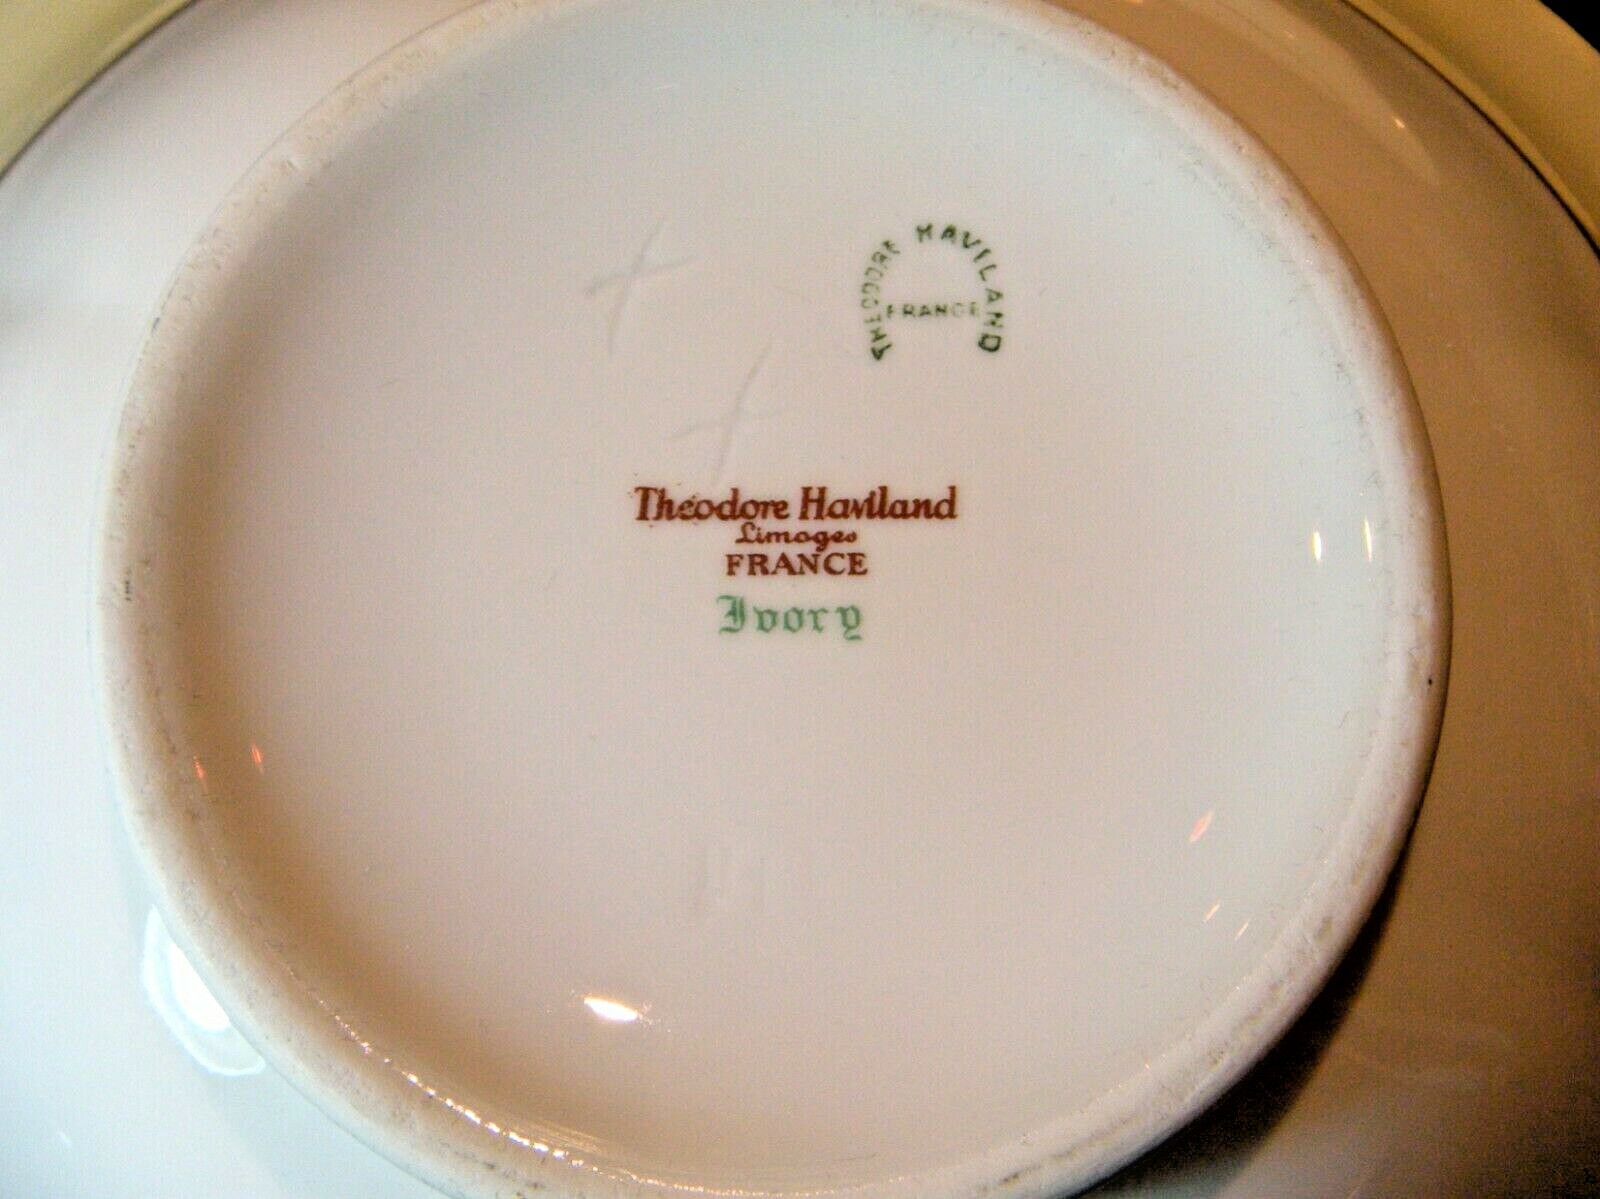 THEODORE HAVILAND
FRANCE
Theodore Haviland
Limoges
FRANCE
Ivory